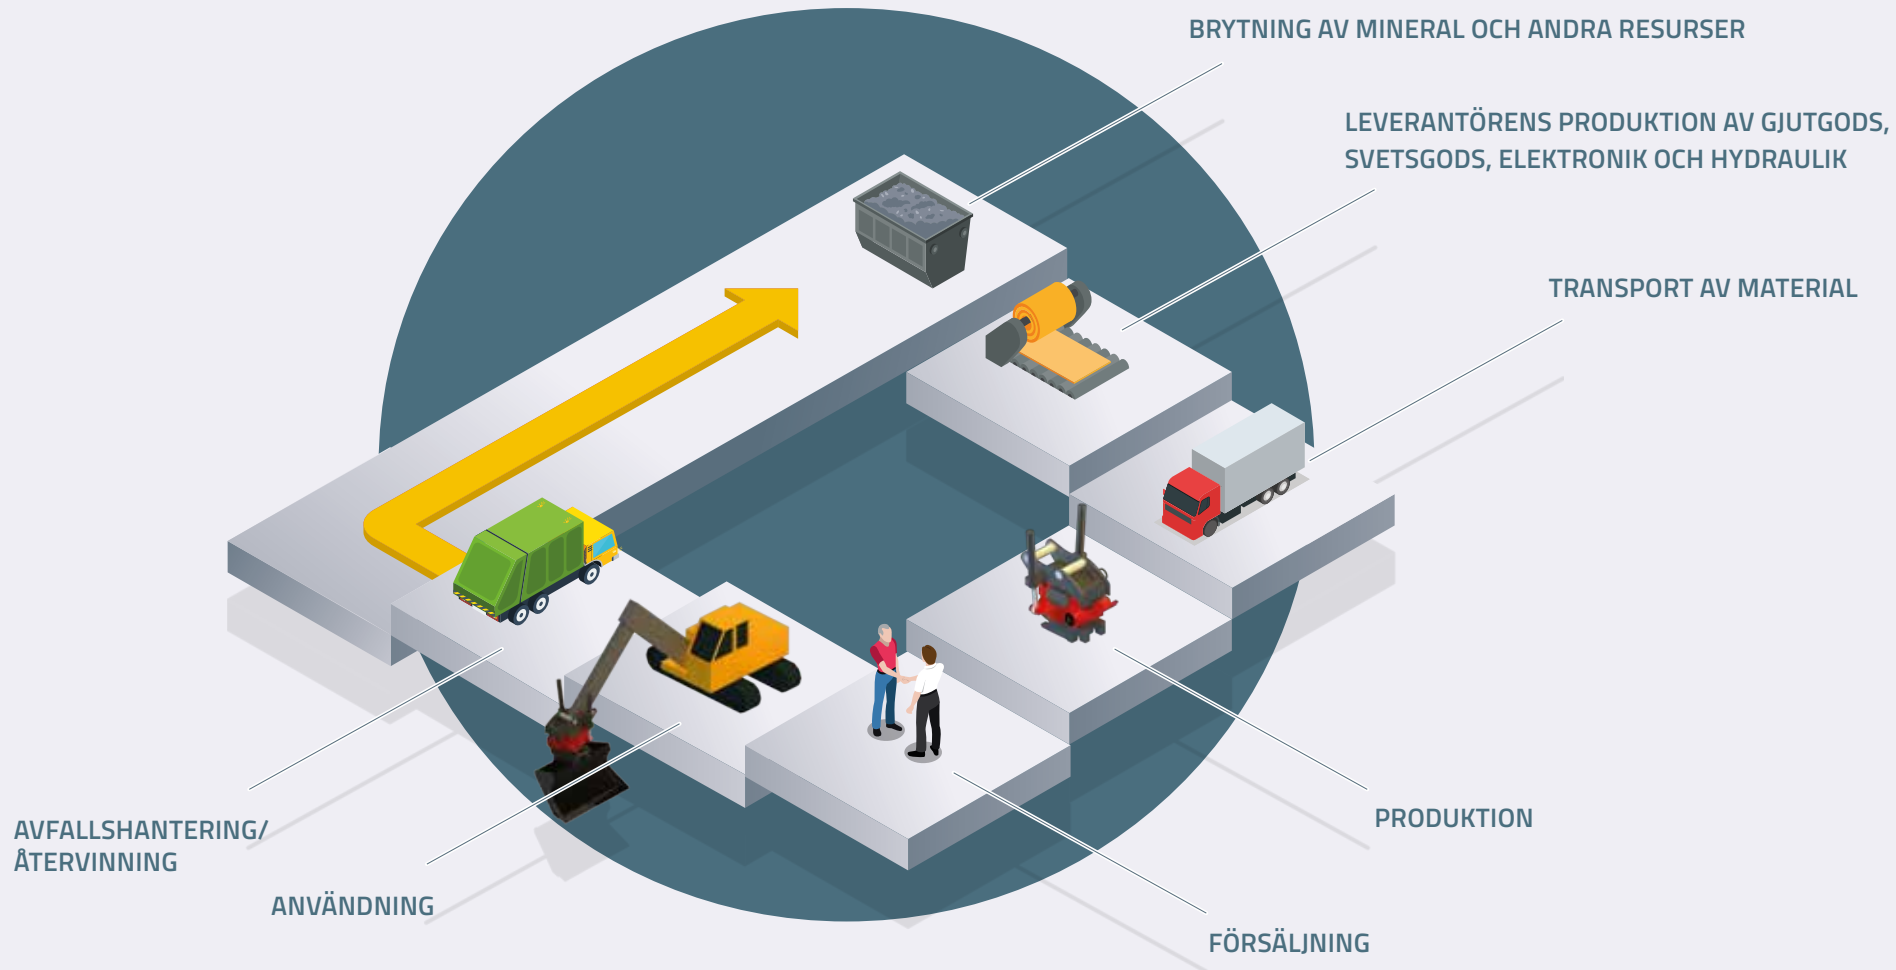 BRYTNING AV MINERAL OCH ANDRA RESURSER
LEVERANTÖRENS PRODUKTION AV GJUTGODS,
SVETSGODS, ELEKTRONIK OCH HYDRAULIK
TRANSPORT AV MATERIAL
PRODUKTION
FÖRSÄLJNING
ANVÄNDNING
AVFALLSHANTERING/
ÅTERVINNING